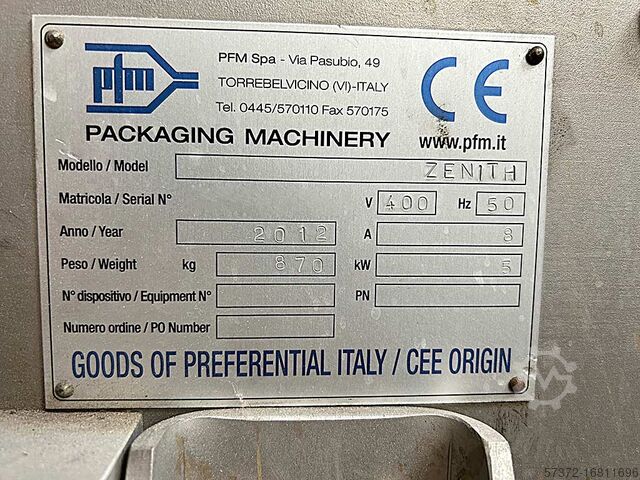 pfm
PFM Spa - Via Pasubio, 49
TORREBELVICINO (VI)-ITALY
Tel. 0445/570110 Fax 570175
CE
PACKAGING MACHINERY www.pfm.it
Modello / Model ZENITH
Matricola / Serial N° V 400 Hz 50
Anno / Year 2012 A 8
Peso / Weight kg 870 kW 5
N° dispositivo / Equipment N° PN
Numero ordine / PO Number
GOODS OF PREFERENTIAL ITALY / CEE ORIGIN
57372-16811696